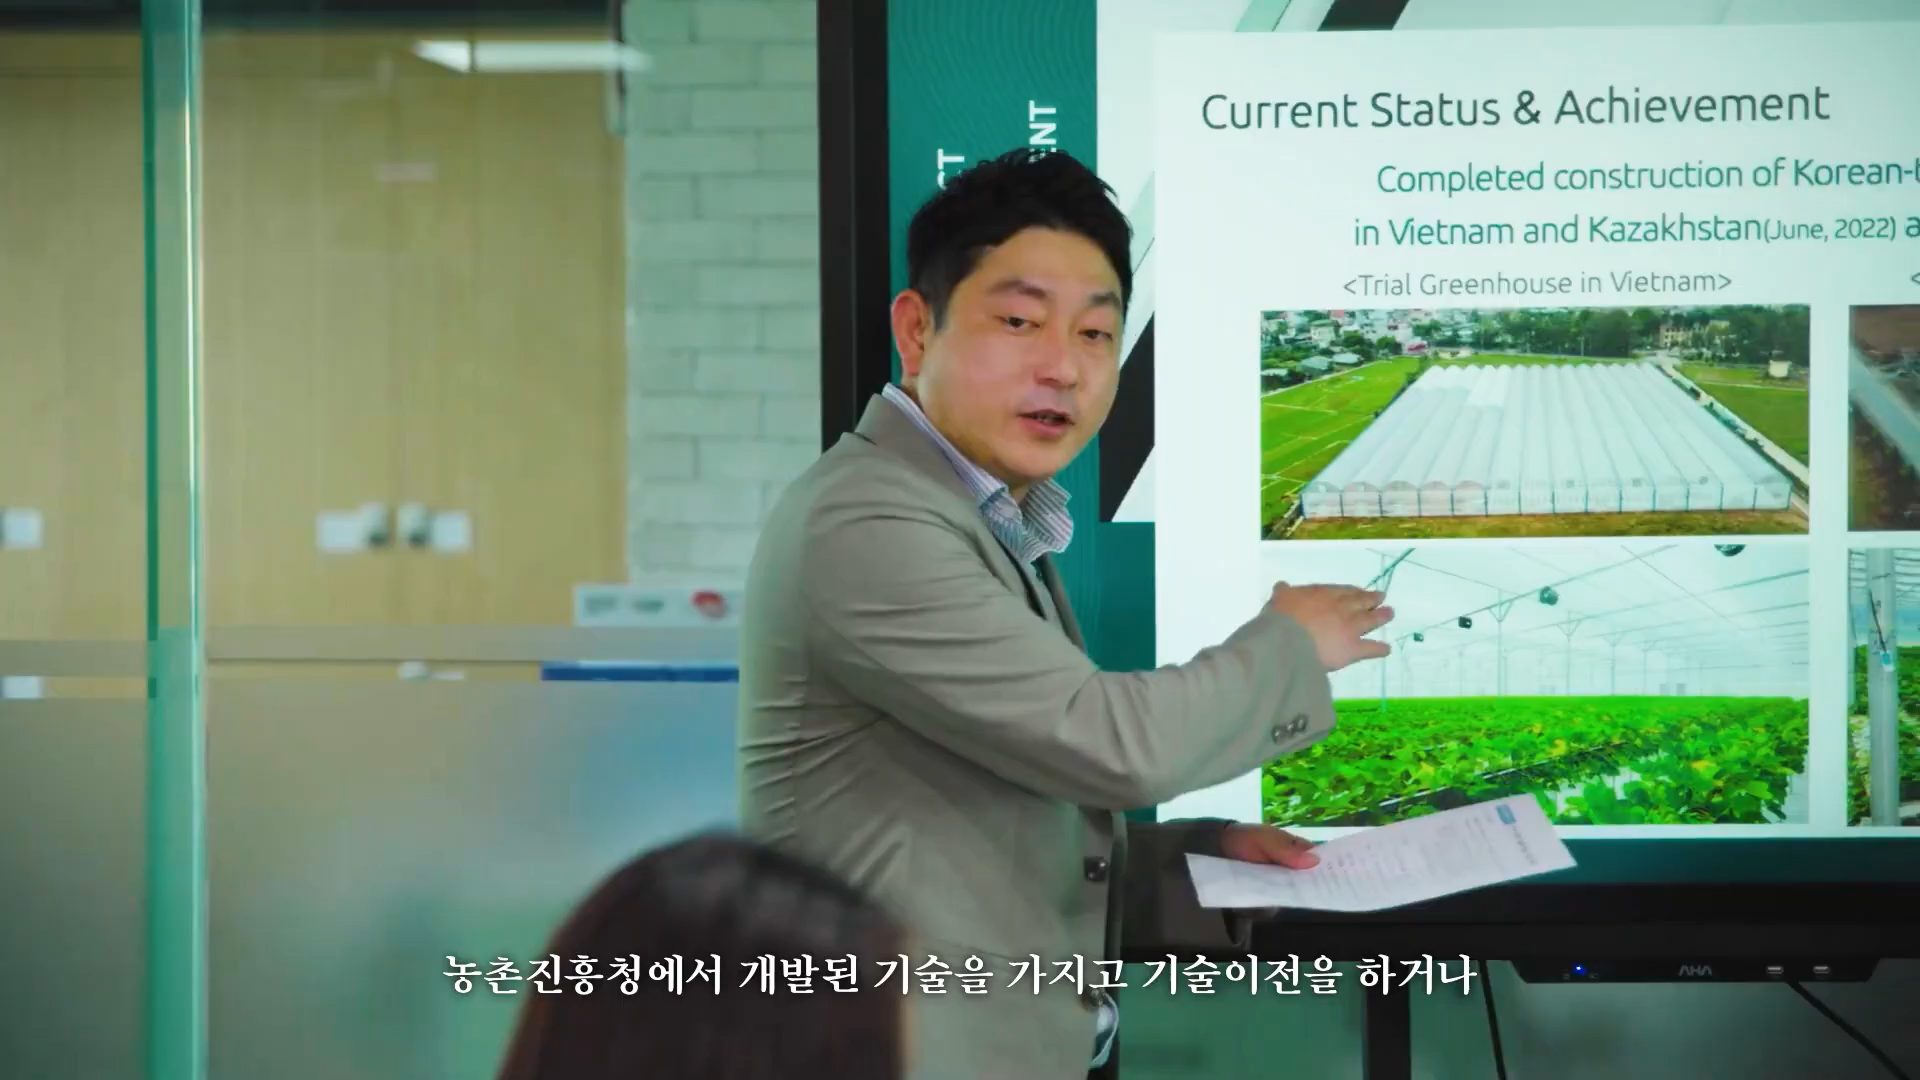 Current Status & Achievement
Completed construction of Korean-
in Vietnam and Kazakhstan(June, 2022)
<Trial Greenhouse in Vietnam>
AHA
농촌진흥청에서 개발된 기술을 가지고 기술이전을 하거나